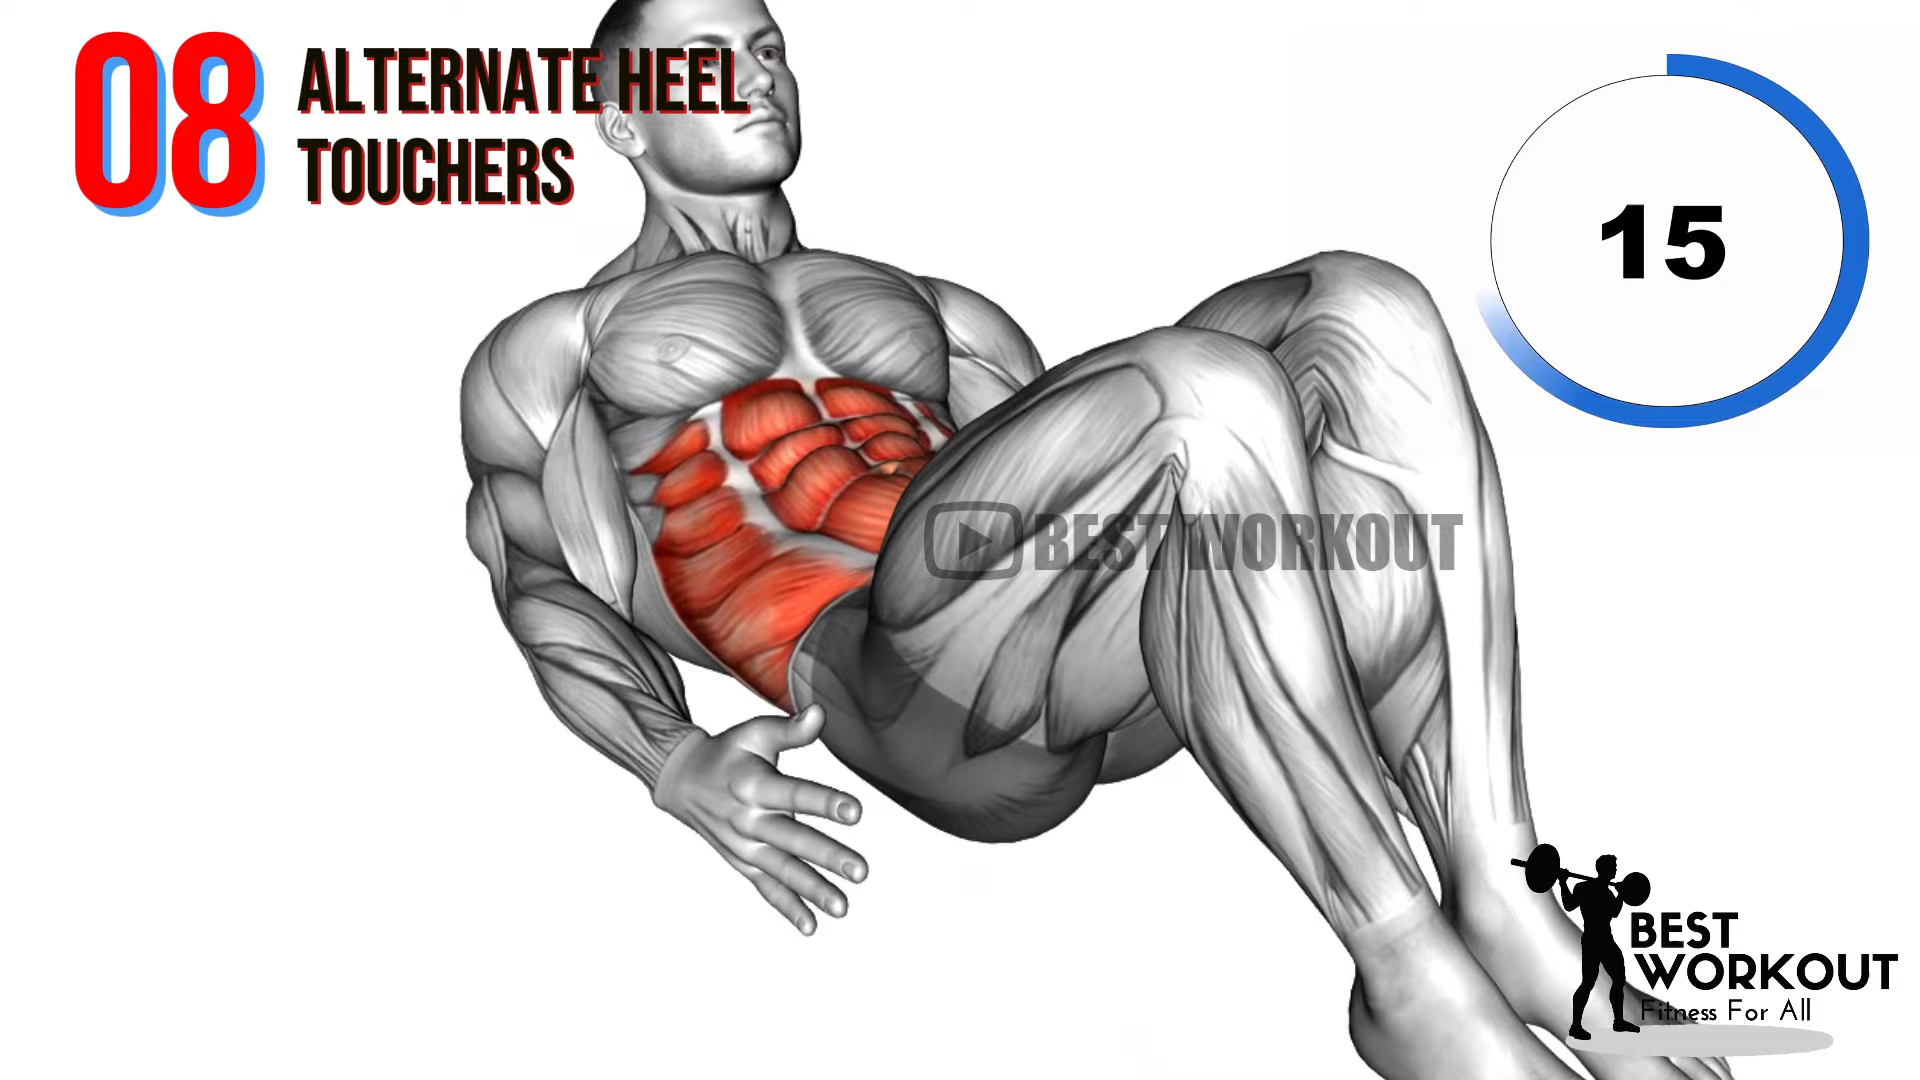 08
ALTERNATE HEEL
TOUCHERS
15
BEST WORKOUT
BEST
WORKOUT
Fitness For All